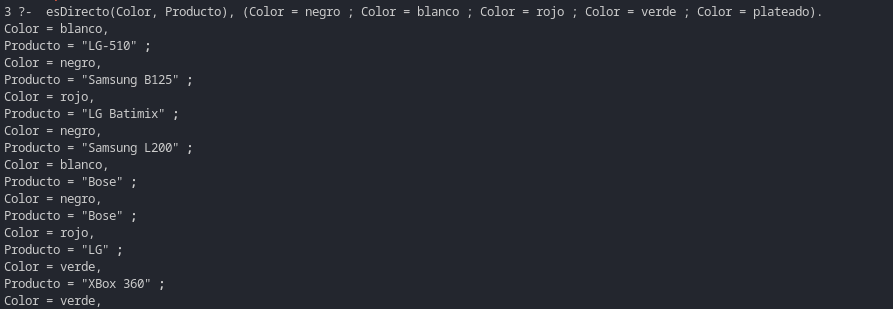 3 ?-  esDirecto(Color, Producto), (Color = negro ; Color = blanco ; Color = rojo ; Color = verde ; Color = plateado).
Color = blanco,
Producto = "LG-510" ;
Color = negro,
Producto = "Samsung B125" ;
Color = rojo,
Producto = "LG Batimix" ;
Color = negro,
Producto = "Samsung L200" ;
Color = blanco,
Producto = "Bose" ;
Color = negro,
Producto = "Bose" ;
Color = rojo,
Producto = "LG" ;
Color = verde,
Producto = "XBox 360" ;
Color = verde,